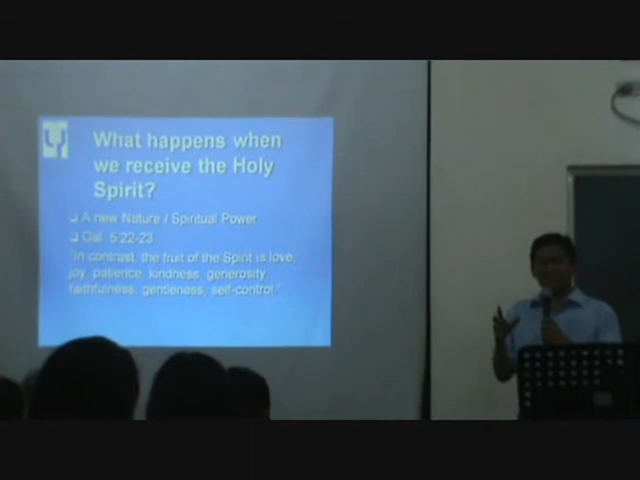 What happens when
we receive the Holy
Spirit?
❑ A new Nature / Spiritual Power
❑ Gal. 5:22-23
"In contrast, the fruit of the Spirit is love,
joy, patience, kindness, generosity,
faithfulness, gentleness, self-control."